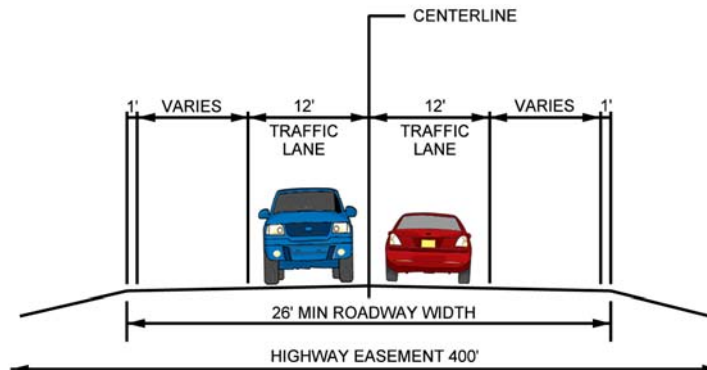 CENTERLINE
1' VARIES 12' 12' VARIES 1'
TRAFFIC TRAFFIC
LANE LANE
26' MIN ROADWAY WIDTH
HIGHWAY EASEMENT 400'